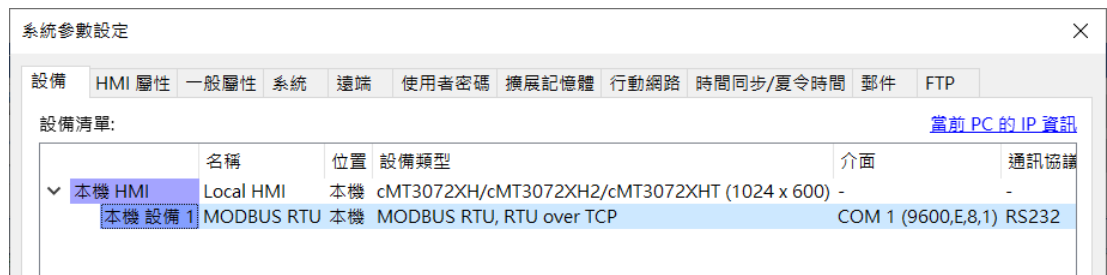 系統參數設定
設備 HMI 屬性 一般屬性 系統 遠端 使用者密碼 擴展記憶體 行動網路 時間同步/夏令時間 郵件 FTP
設備清單: 當前 PC 的 IP 資訊
名稱 位置 設備類型 介面 通訊協議
本機 HMI Local HMI 本機 cMT3072XH/cMT3072XH2/cMT3072XHT (1024 x 600) - -
本機 設備 1 MODBUS RTU 本機 MODBUS RTU, RTU over TCP COM 1 (9600,E,8,1) RS232